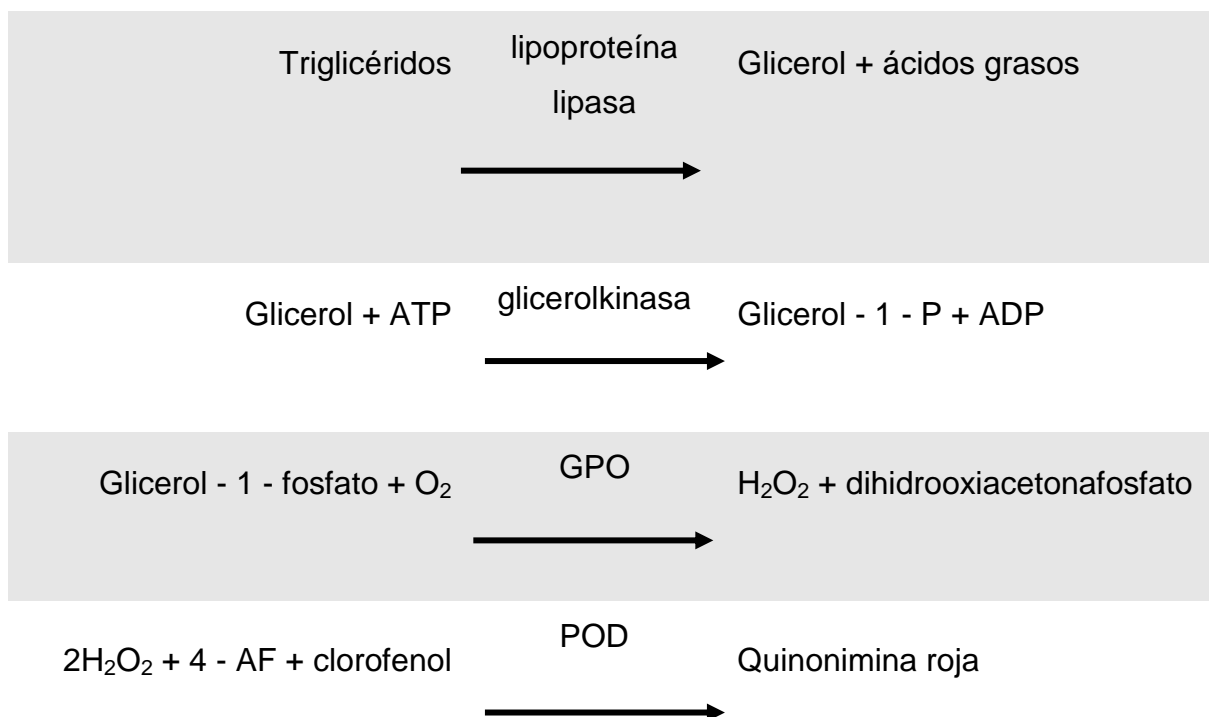 Triglicéridos lipoproteína Glicerol + ácidos grasos
lipasa
Glicerol + ATP glicerolkinasa Glicerol - 1 - P + ADP
Glicerol - 1 - fosfato + O₂ GPO H₂O₂ + dihidrooxiacetonafosfato
2H₂O₂ + 4 - AF + clorofenol POD Quinonimina roja